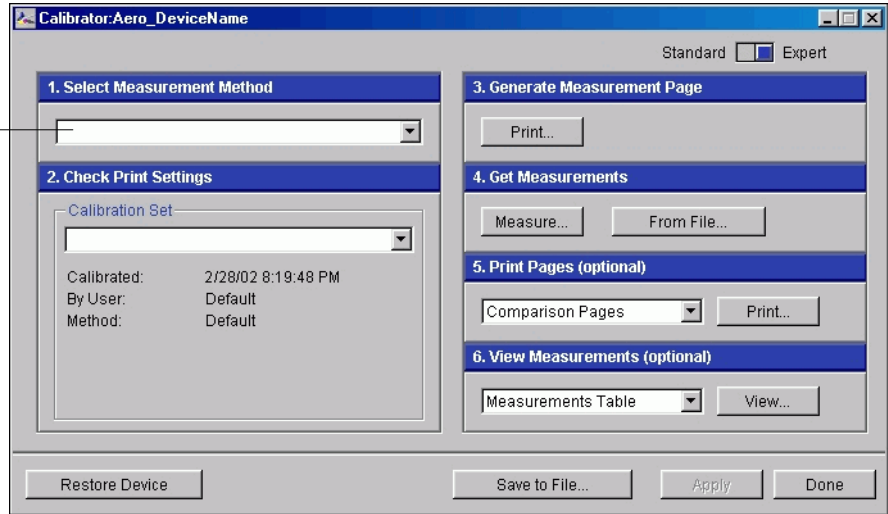 Calibrator:Aero_DeviceName
Standard Expert
1. Select Measurement Method
2. Check Print Settings
Calibration Set
Calibrated: 2/28/02 8:19:48 PM
By User: Default
Method: Default
3. Generate Measurement Page
Print...
4. Get Measurements
Measure... From File...
5. Print Pages (optional)
Comparison Pages Print...
6. View Measurements (optional)
Measurements Table View...
Restore Device Save to File... Apply Done